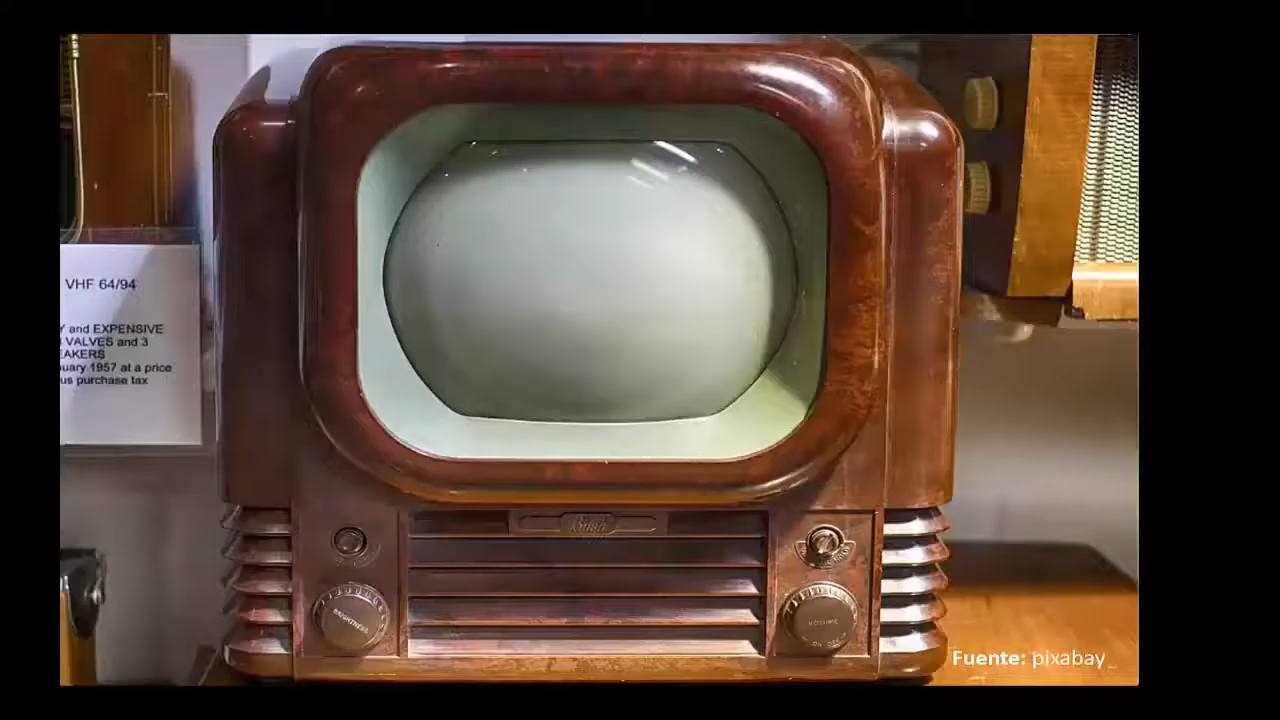 VHF 64/94
Y and EXPENSIVE
VALVES and 3
EAKERS
uary 1957 at a price
us purchase tax
Bush
BRIGHTNESS
VOLUME
Fuente: pixabay